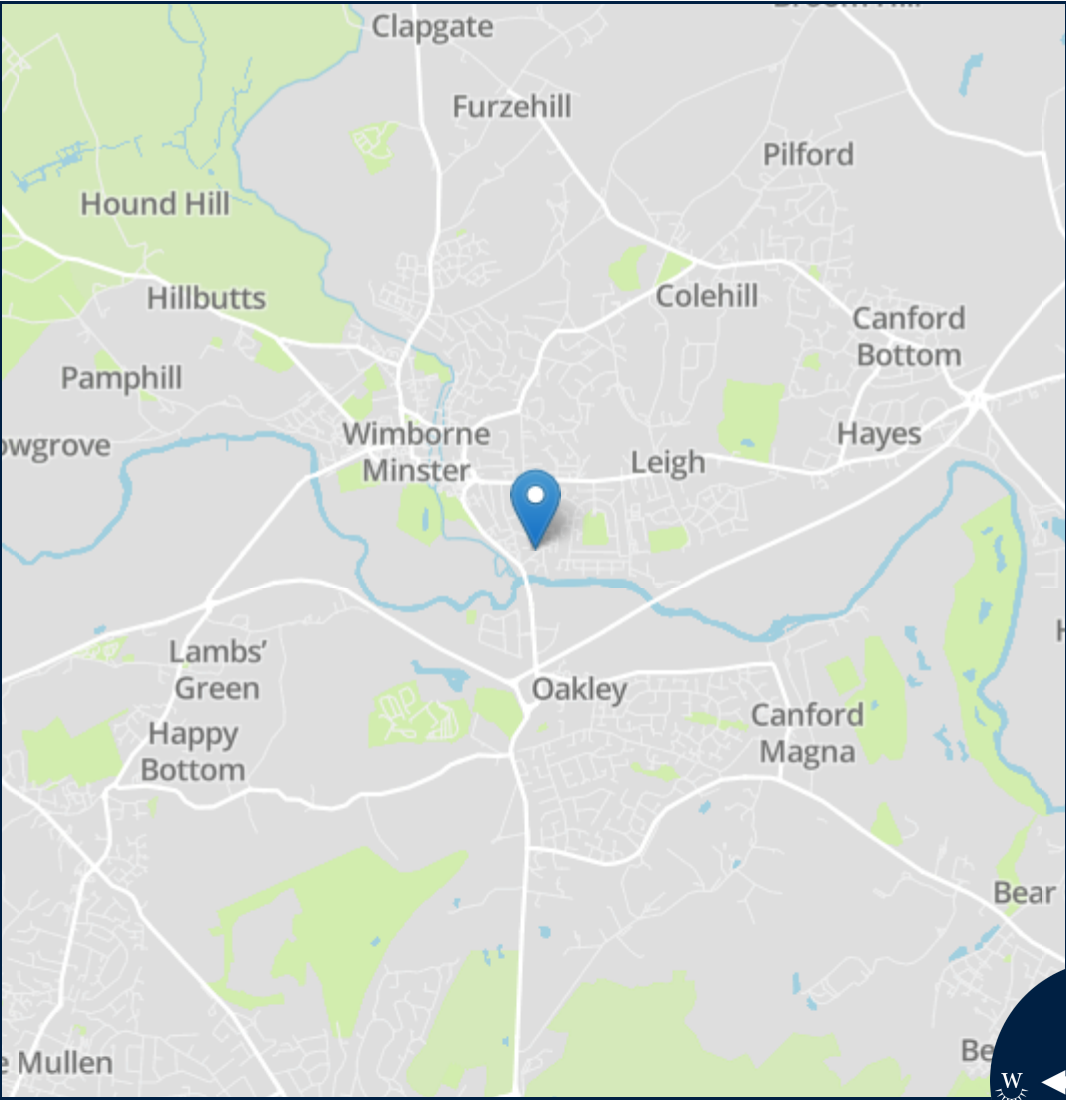 Clapgate
Furzehill
Pilford
Hound Hill
Hillbutts
Colehill
Canford
Bottom
Pamphill
owgrove
Wimborne
Minster
Leigh
Hayes
Lambs’
Green
Oakley
Happy
Bottom
Canford
Magna
Bear
e Mullen
Be
W